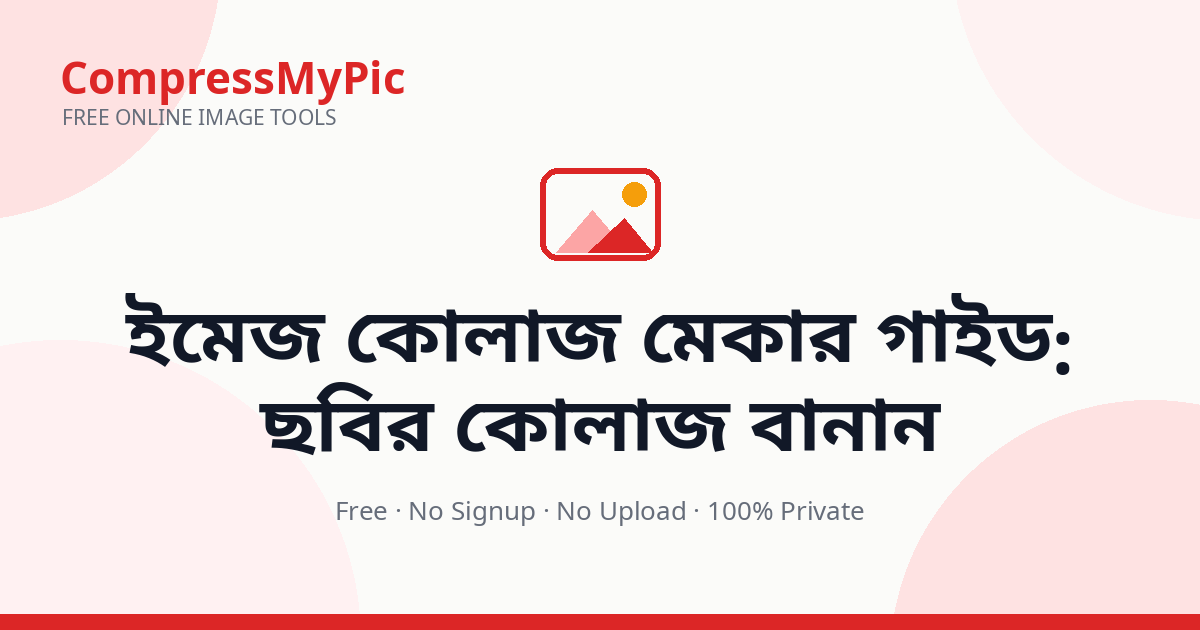 CompressMyPic
FREE ONLINE IMAGE TOOLS
ইমেজ কোলাজ মেকার গাইড:
ছবির কোলাজ বানান
Free · No Signup · No Upload · 100% Private